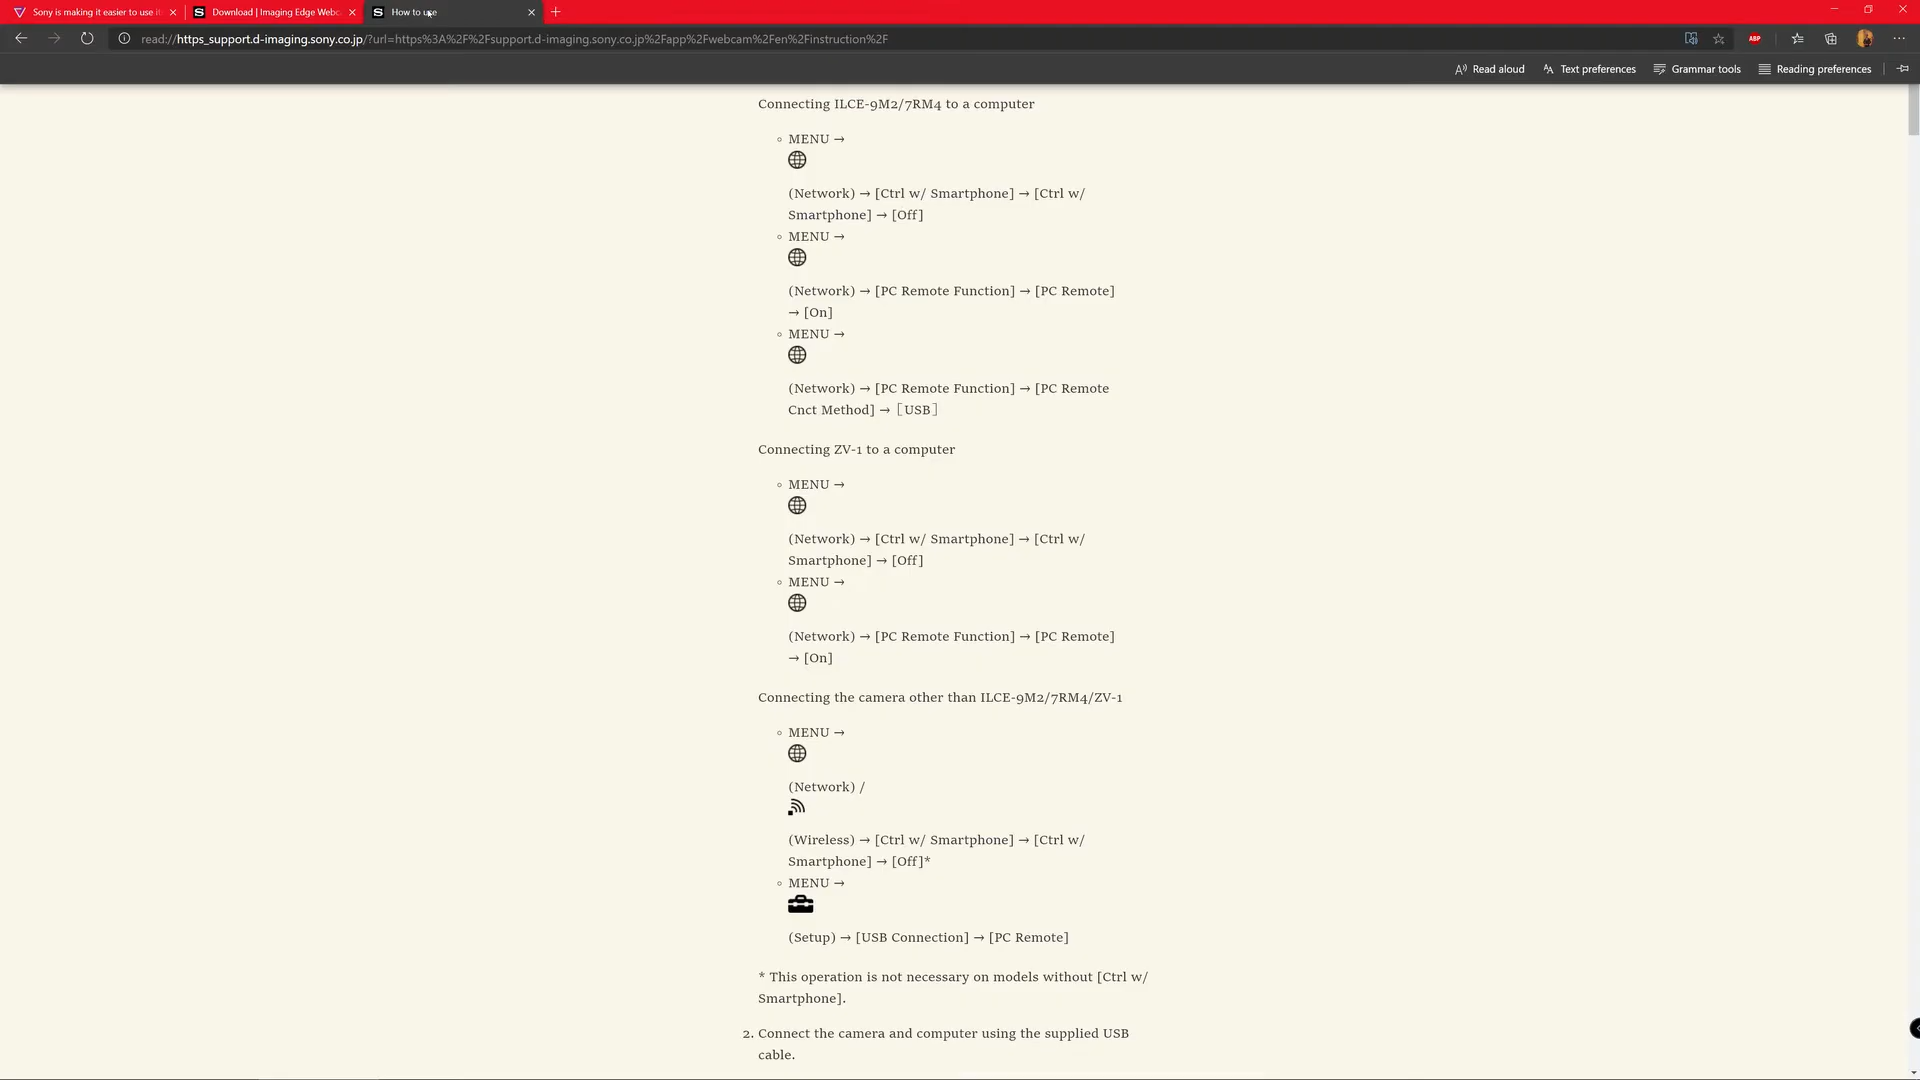 Sony is making it easier to use it
Download | Imaging Edge Webc
How to use
read://https_support.d-imaging.sony.co.jp/?url=https%3A%2F%2Fsupport.d-imaging.sony.co.jp%2Fapp%2Fwebcam%2Fen%2Finstruction%2F
ABP
Read aloud
Text preferences
Grammar tools
Reading preferences
Connecting ILCE-9M2/7RM4 to a computer
MENU →
(Network) → [Ctrl w/ Smartphone] → [Ctrl w/
Smartphone] → [Off]
MENU →
(Network) → [PC Remote Function] → [PC Remote]
→ [On]
MENU →
(Network) → [PC Remote Function] → [PC Remote
Cnct Method] →［USB］
Connecting ZV-1 to a computer
MENU →
(Network) → [Ctrl w/ Smartphone] → [Ctrl w/
Smartphone] → [Off]
MENU →
(Network) → [PC Remote Function] → [PC Remote]
→ [On]
Connecting the camera other than ILCE-9M2/7RM4/ZV-1
MENU →
(Network) /
(Wireless) → [Ctrl w/ Smartphone] → [Ctrl w/
Smartphone] → [Off]*
MENU →
(Setup) → [USB Connection] → [PC Remote]
* This operation is not necessary on models without [Ctrl w/
Smartphone].
2. Connect the camera and computer using the supplied USB
cable.